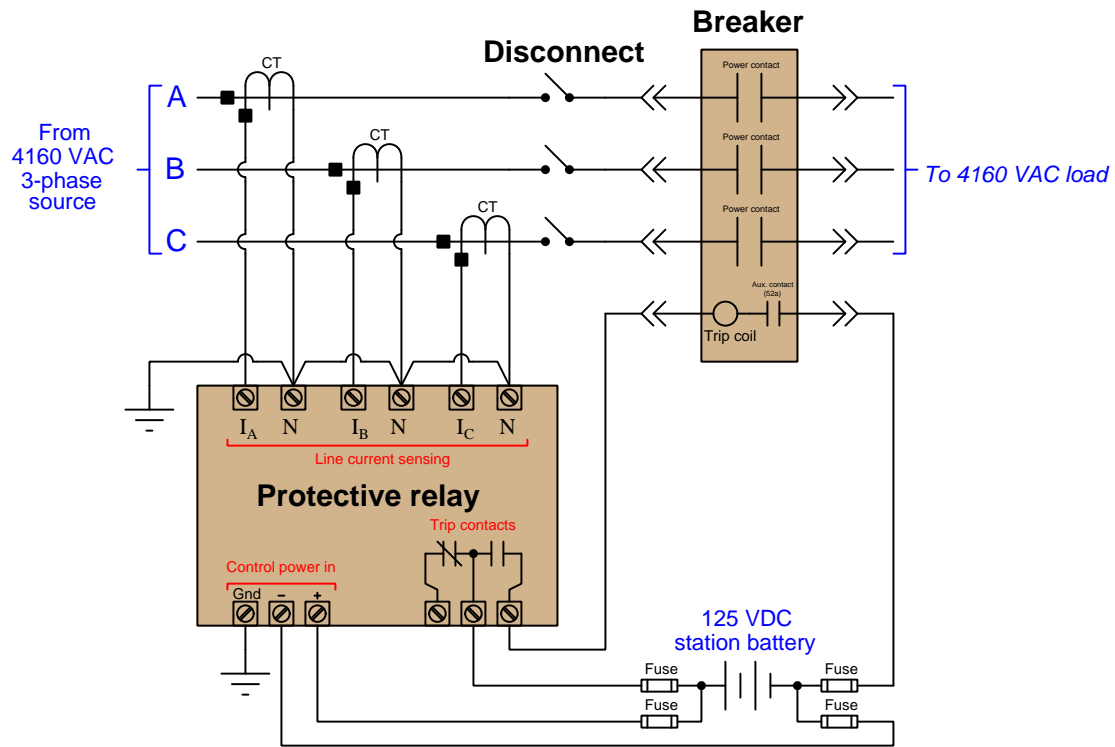 Breaker
Disconnect
CT
Power contact
A
From
4160 VAC
3-phase
source
CT
Power contact
B
To 4160 VAC load
CT
Power contact
C
Aux. contact
(52a)
Trip coil
IA N IB N IC N
Line current sensing
Protective relay
Trip contacts
Control power in
Gnd − +
125 VDC
station battery
Fuse Fuse
Fuse Fuse